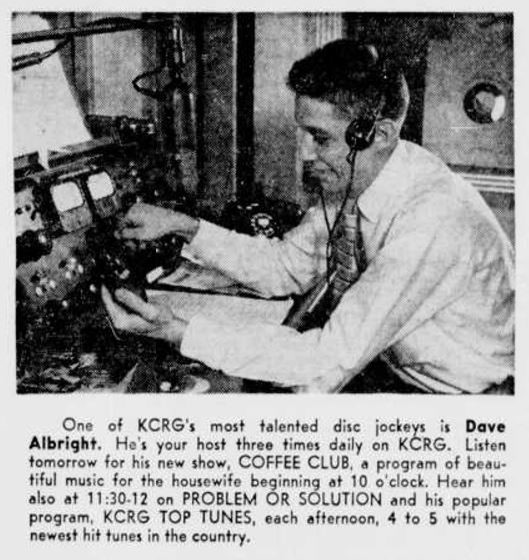 One of KCRG's most talented disc jockeys is Dave
Albright. He's your host three times daily on KCRG. Listen
tomorrow for his new show, COFFEE CLUB, a program of beau-
tiful music for the housewife beginning at 10 o'clock. Hear him
also at 11:30-12 on PROBLEM OR SOLUTION and his popular
program, KCRG TOP TUNES, each afternoon, 4 to 5 with the
newest hit tunes in the country.